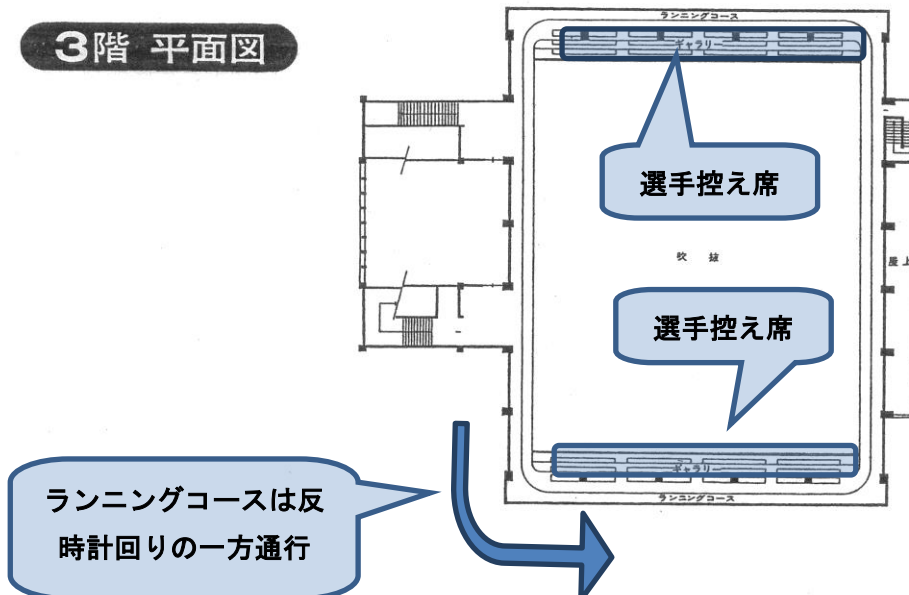 3階 平面図
ランニングコース
ギャラリー
選手控え席
吹抜
屋上
選手控え席
ギャラリー
ランニングコース
ランニングコースは反
時計回りの一方通行